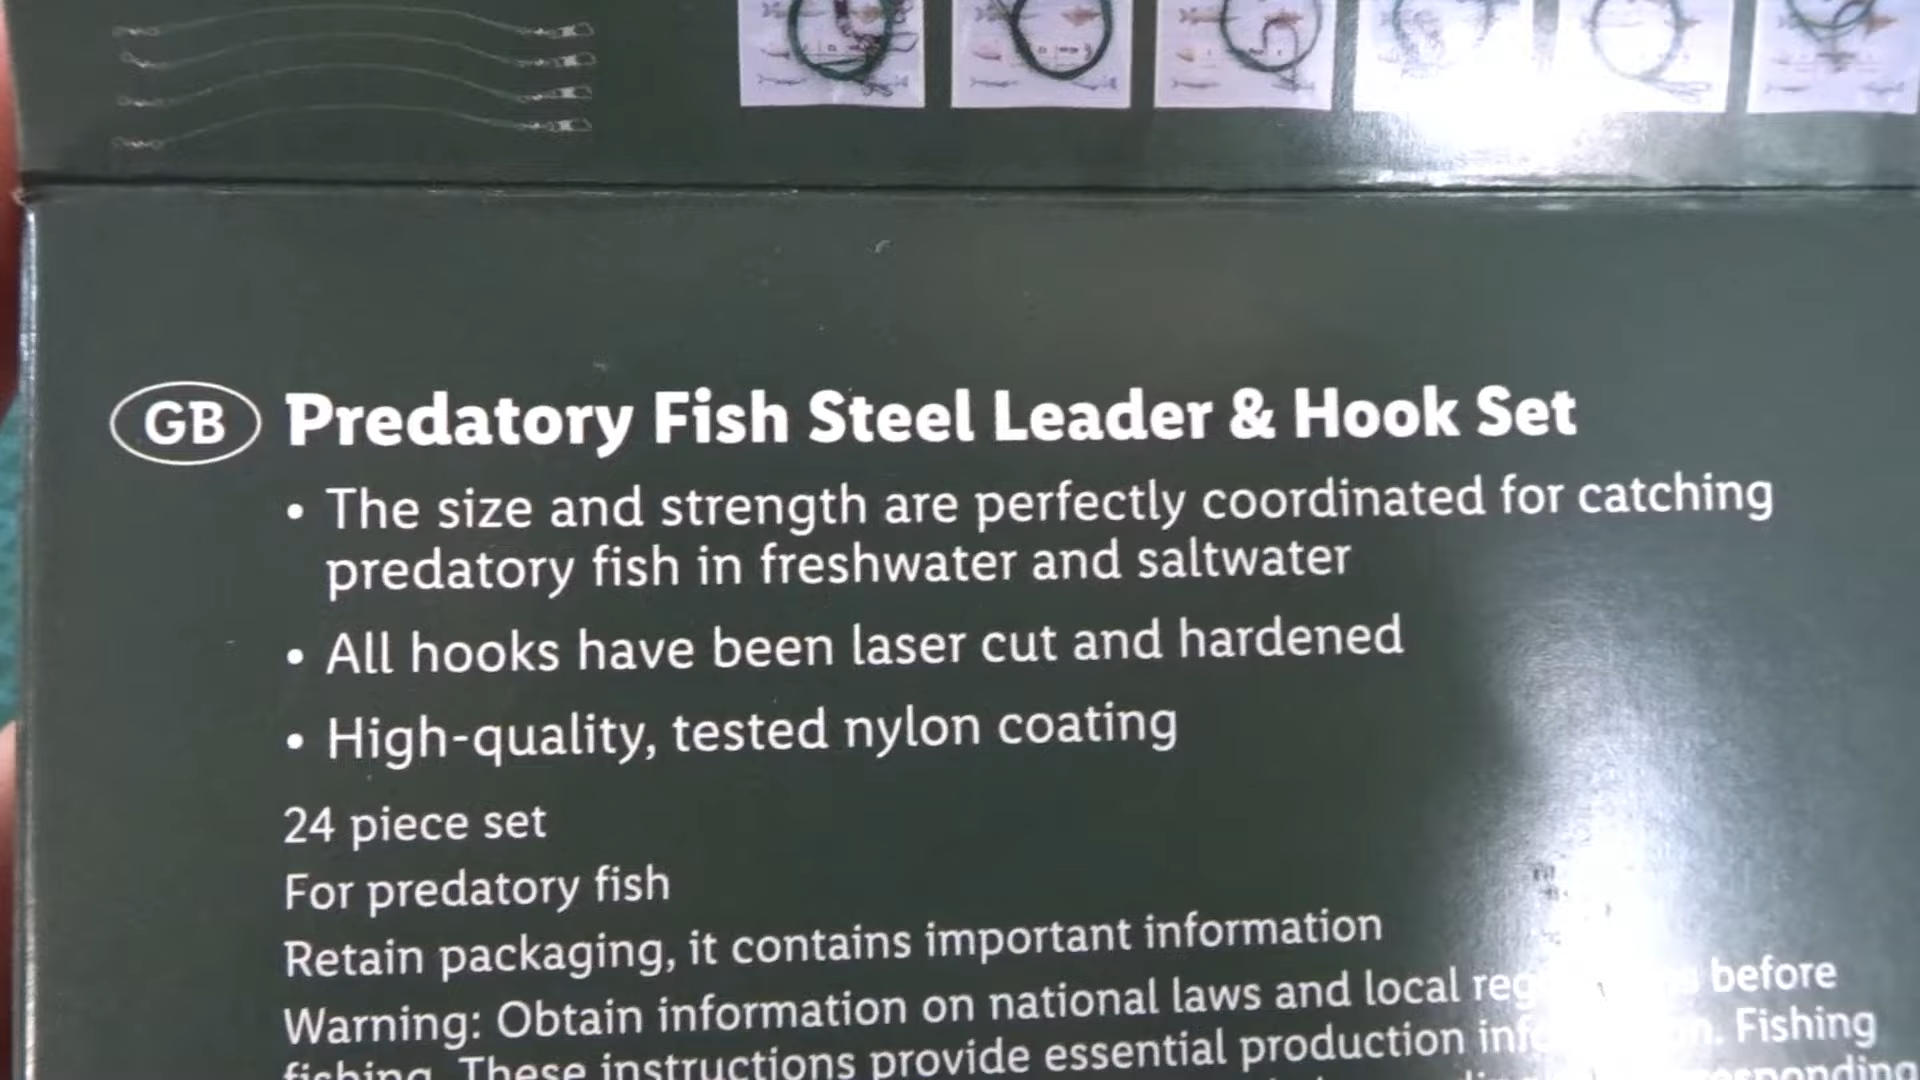 GB Predatory Fish Steel Leader & Hook Set
• The size and strength are perfectly coordinated for catching
predatory fish in freshwater and saltwater
• All hooks have been laser cut and hardened
• High-quality, tested nylon coating
24 piece set
For predatory fish
Retain packaging, it contains important information
Warning: Obtain information on national laws and local before
fishing. These instructions provide essential production Fishing